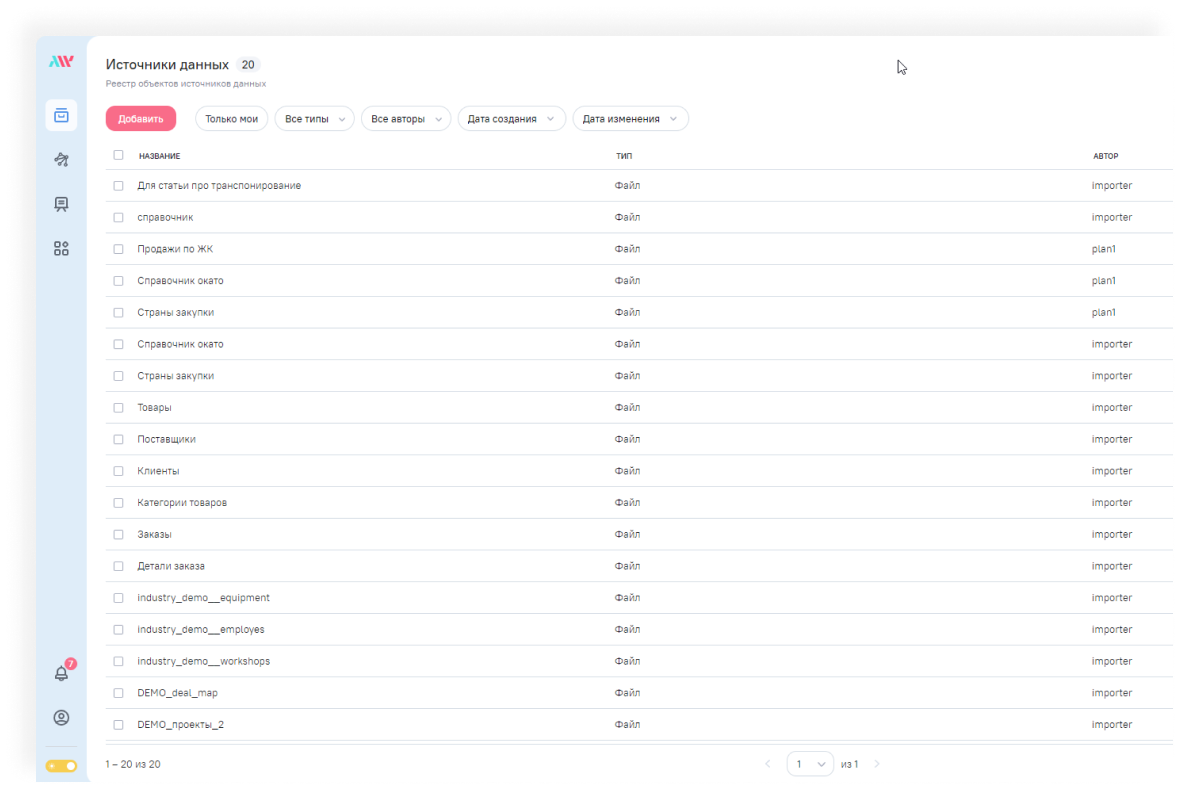 AW
Источники данных 20
Реестр объектов источников данных
Добавить Только мои Все типы Все авторы Дата создания Дата изменения
НАЗВАНИЕ ТИП АВТОР
Для статьи про транспонирование Файл importer
справочник Файл importer
Продажи по ЖК Файл plan1
Справочник окато Файл plan1
Страны закупки Файл plan1
Справочник окато Файл importer
Страны закупки Файл importer
Товары Файл importer
Поставщики Файл importer
Клиенты Файл importer
Категории товаров Файл importer
Заказы Файл importer
Детали заказа Файл importer
industry_demo__equipment Файл importer
industry_demo__employes Файл importer
industry_demo__workshops Файл importer
7
DEMO_deal_map Файл importer
DEMO_проекты_2 Файл importer
1 – 20 из 20 1 из 1